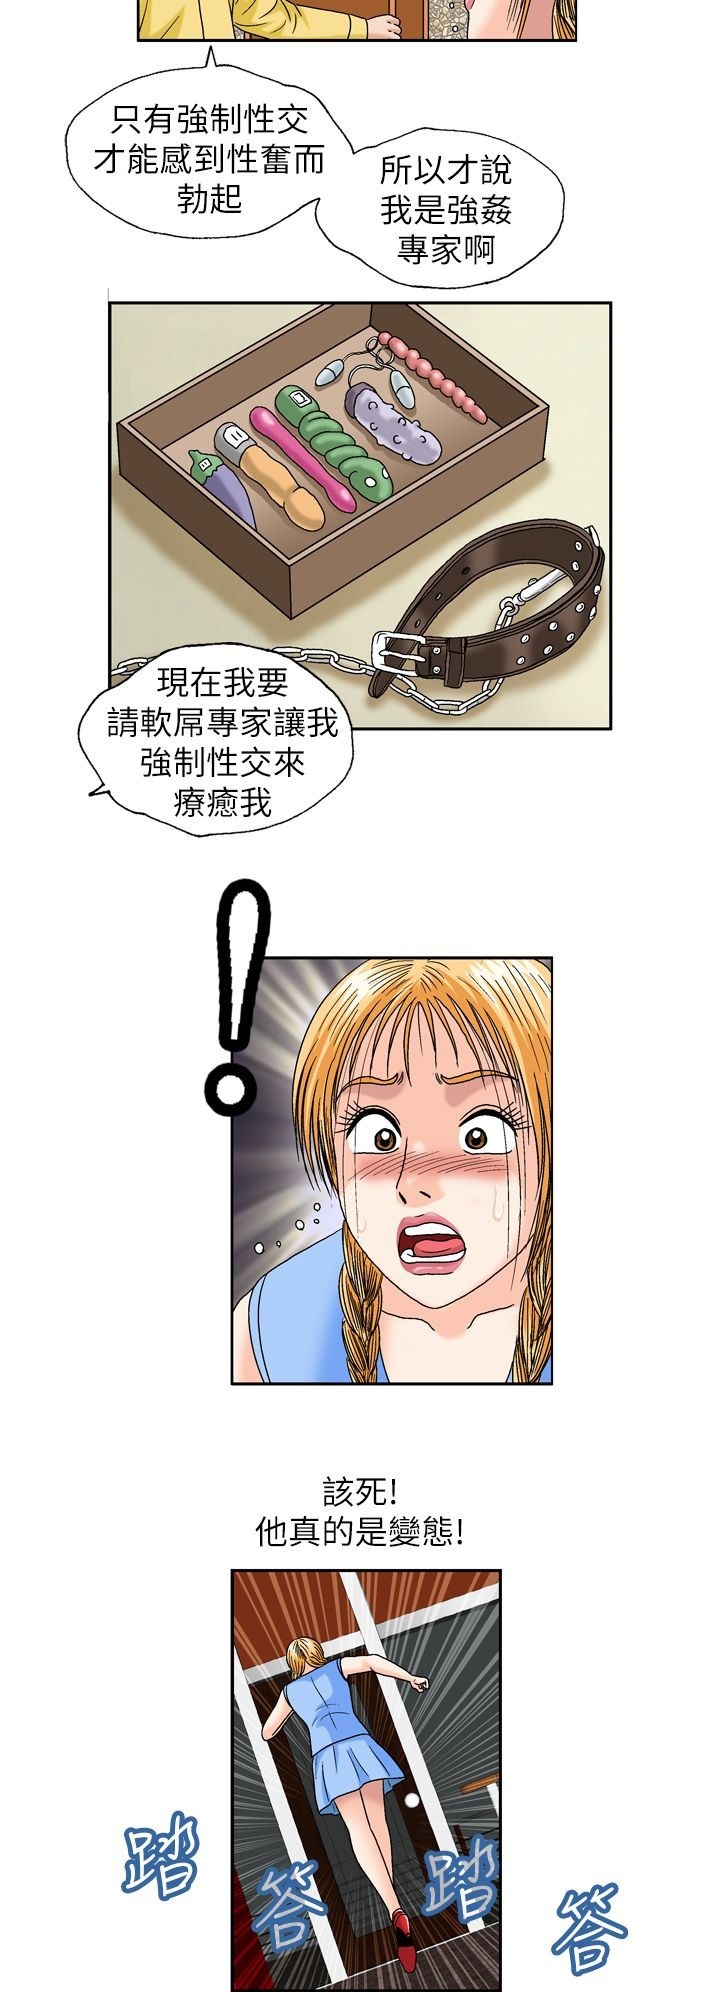 只有強制性交
才能感到性奮而
勃起
所以才說
我是強姦
專家啊
現在我要
請軟屌專家讓我
強制性交來
療癒我
!
該死!
他真的是變態!
踏
答
踏
答